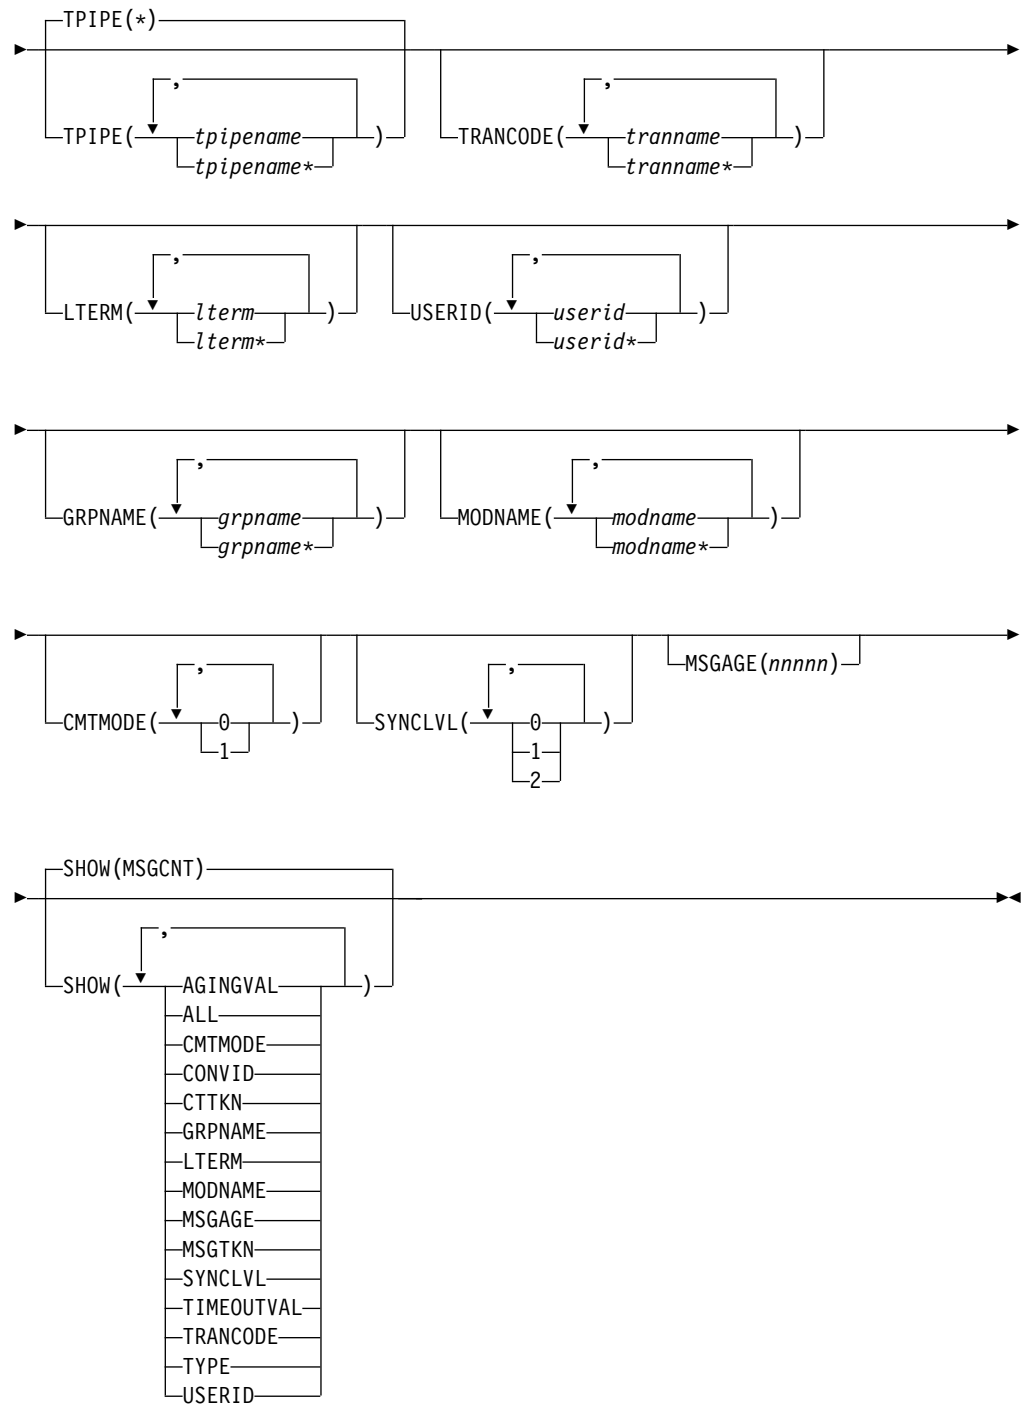 TPIPE(*)
, ,
TPIPE( tpipename ) TRANCODE( tranname )
tpipename* tranname*
, ,
LTERM( lterm ) USERID( userid )
lterm* userid*
, ,
GRPNAME( grpname ) MODNAME( modname )
grpname* modname*
, , MSGAGE(nnnnn)
CMTMODE( 0 ) SYNCLVL( 0 )
1 1
2
SHOW(MSGCNT)
,
SHOW( AGINGVAL )
ALL
CMTMODE
CONVID
CTTKN
GRPNAME
LTERM
MODNAME
MSGAGE
MSGTKN
SYNCLVL
TIMEOUTVAL
TRANCODE
TYPE
USERID